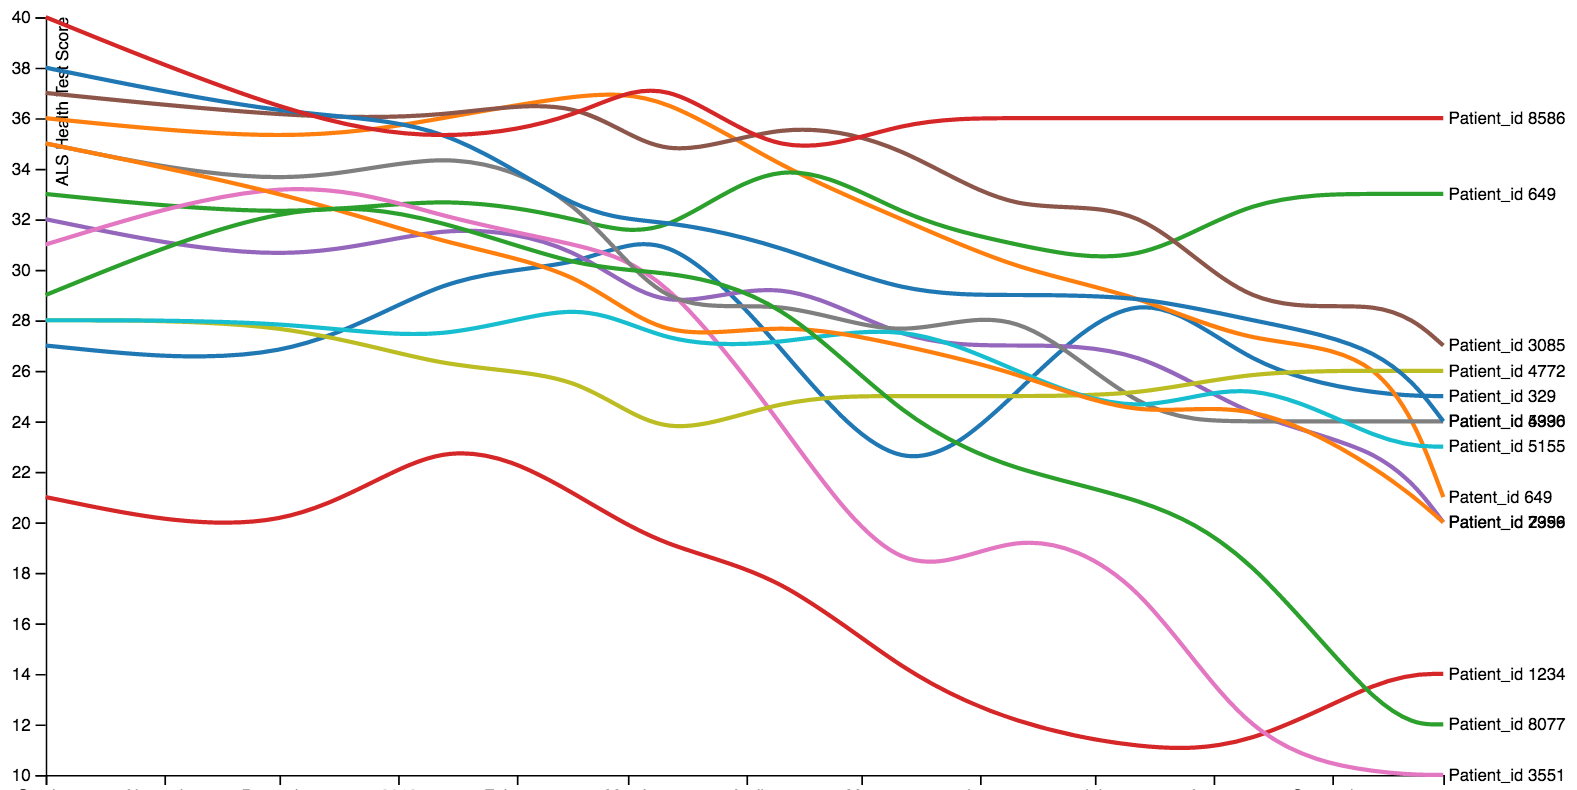 40
ALS Health Test Score
38
36
Patient_id 8586
34
Patient_id 649
32
30
28
Patient_id 3085
26
Patient_id 4772
Patient_id 329
24
Patient_id
Patient_id 5155
22
Patent_id 649
20
Patient_id
18
16
14
Patient_id 1234
12
Patient_id 8077
10
Patient_id 3551